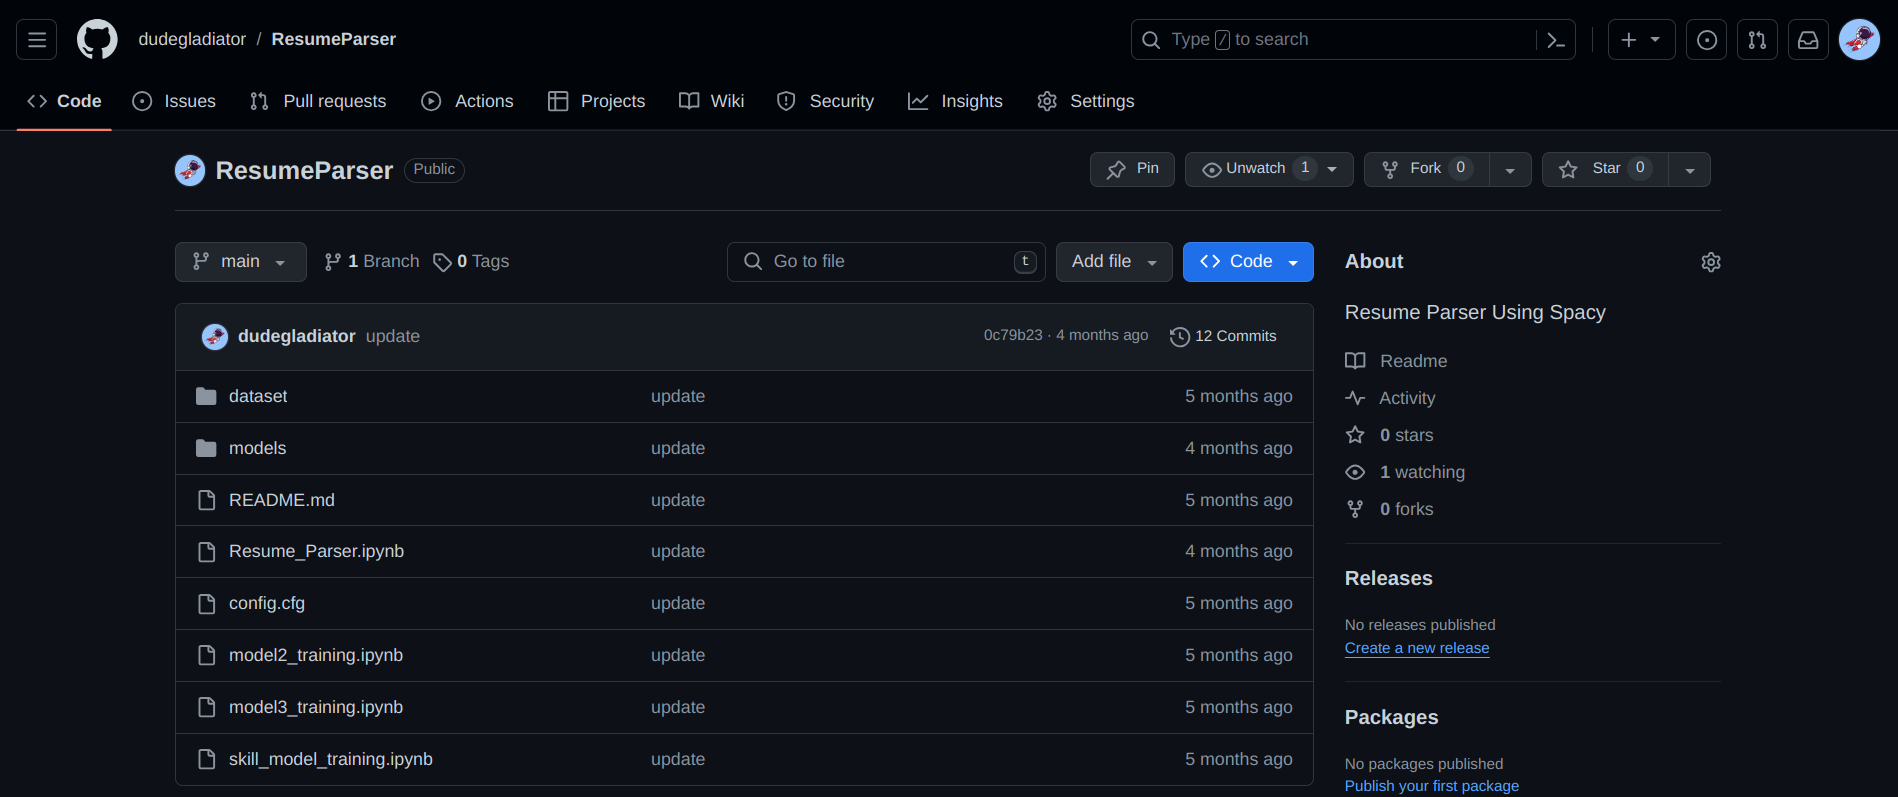 dudegladiator / ResumeParser
Type / to search
Code Issues Pull requests Actions Projects Wiki Security Insights Settings
ResumeParser Public
Pin Unwatch 1 Fork 0 Star 0
main 1 Branch 0 Tags
Go to file t Add file Code
dudegladiator update 0c79b23 · 4 months ago 12 Commits
dataset update 5 months ago
models update 4 months ago
README.md update 5 months ago
Resume_Parser.ipynb update 4 months ago
config.cfg update 5 months ago
model2_training.ipynb update 5 months ago
model3_training.ipynb update 5 months ago
skill_model_training.ipynb update 5 months ago
About
Resume Parser Using Spacy
Readme
Activity
0 stars
1 watching
0 forks
Releases
No releases published
Create a new release
Packages
No packages published
Publish your first package